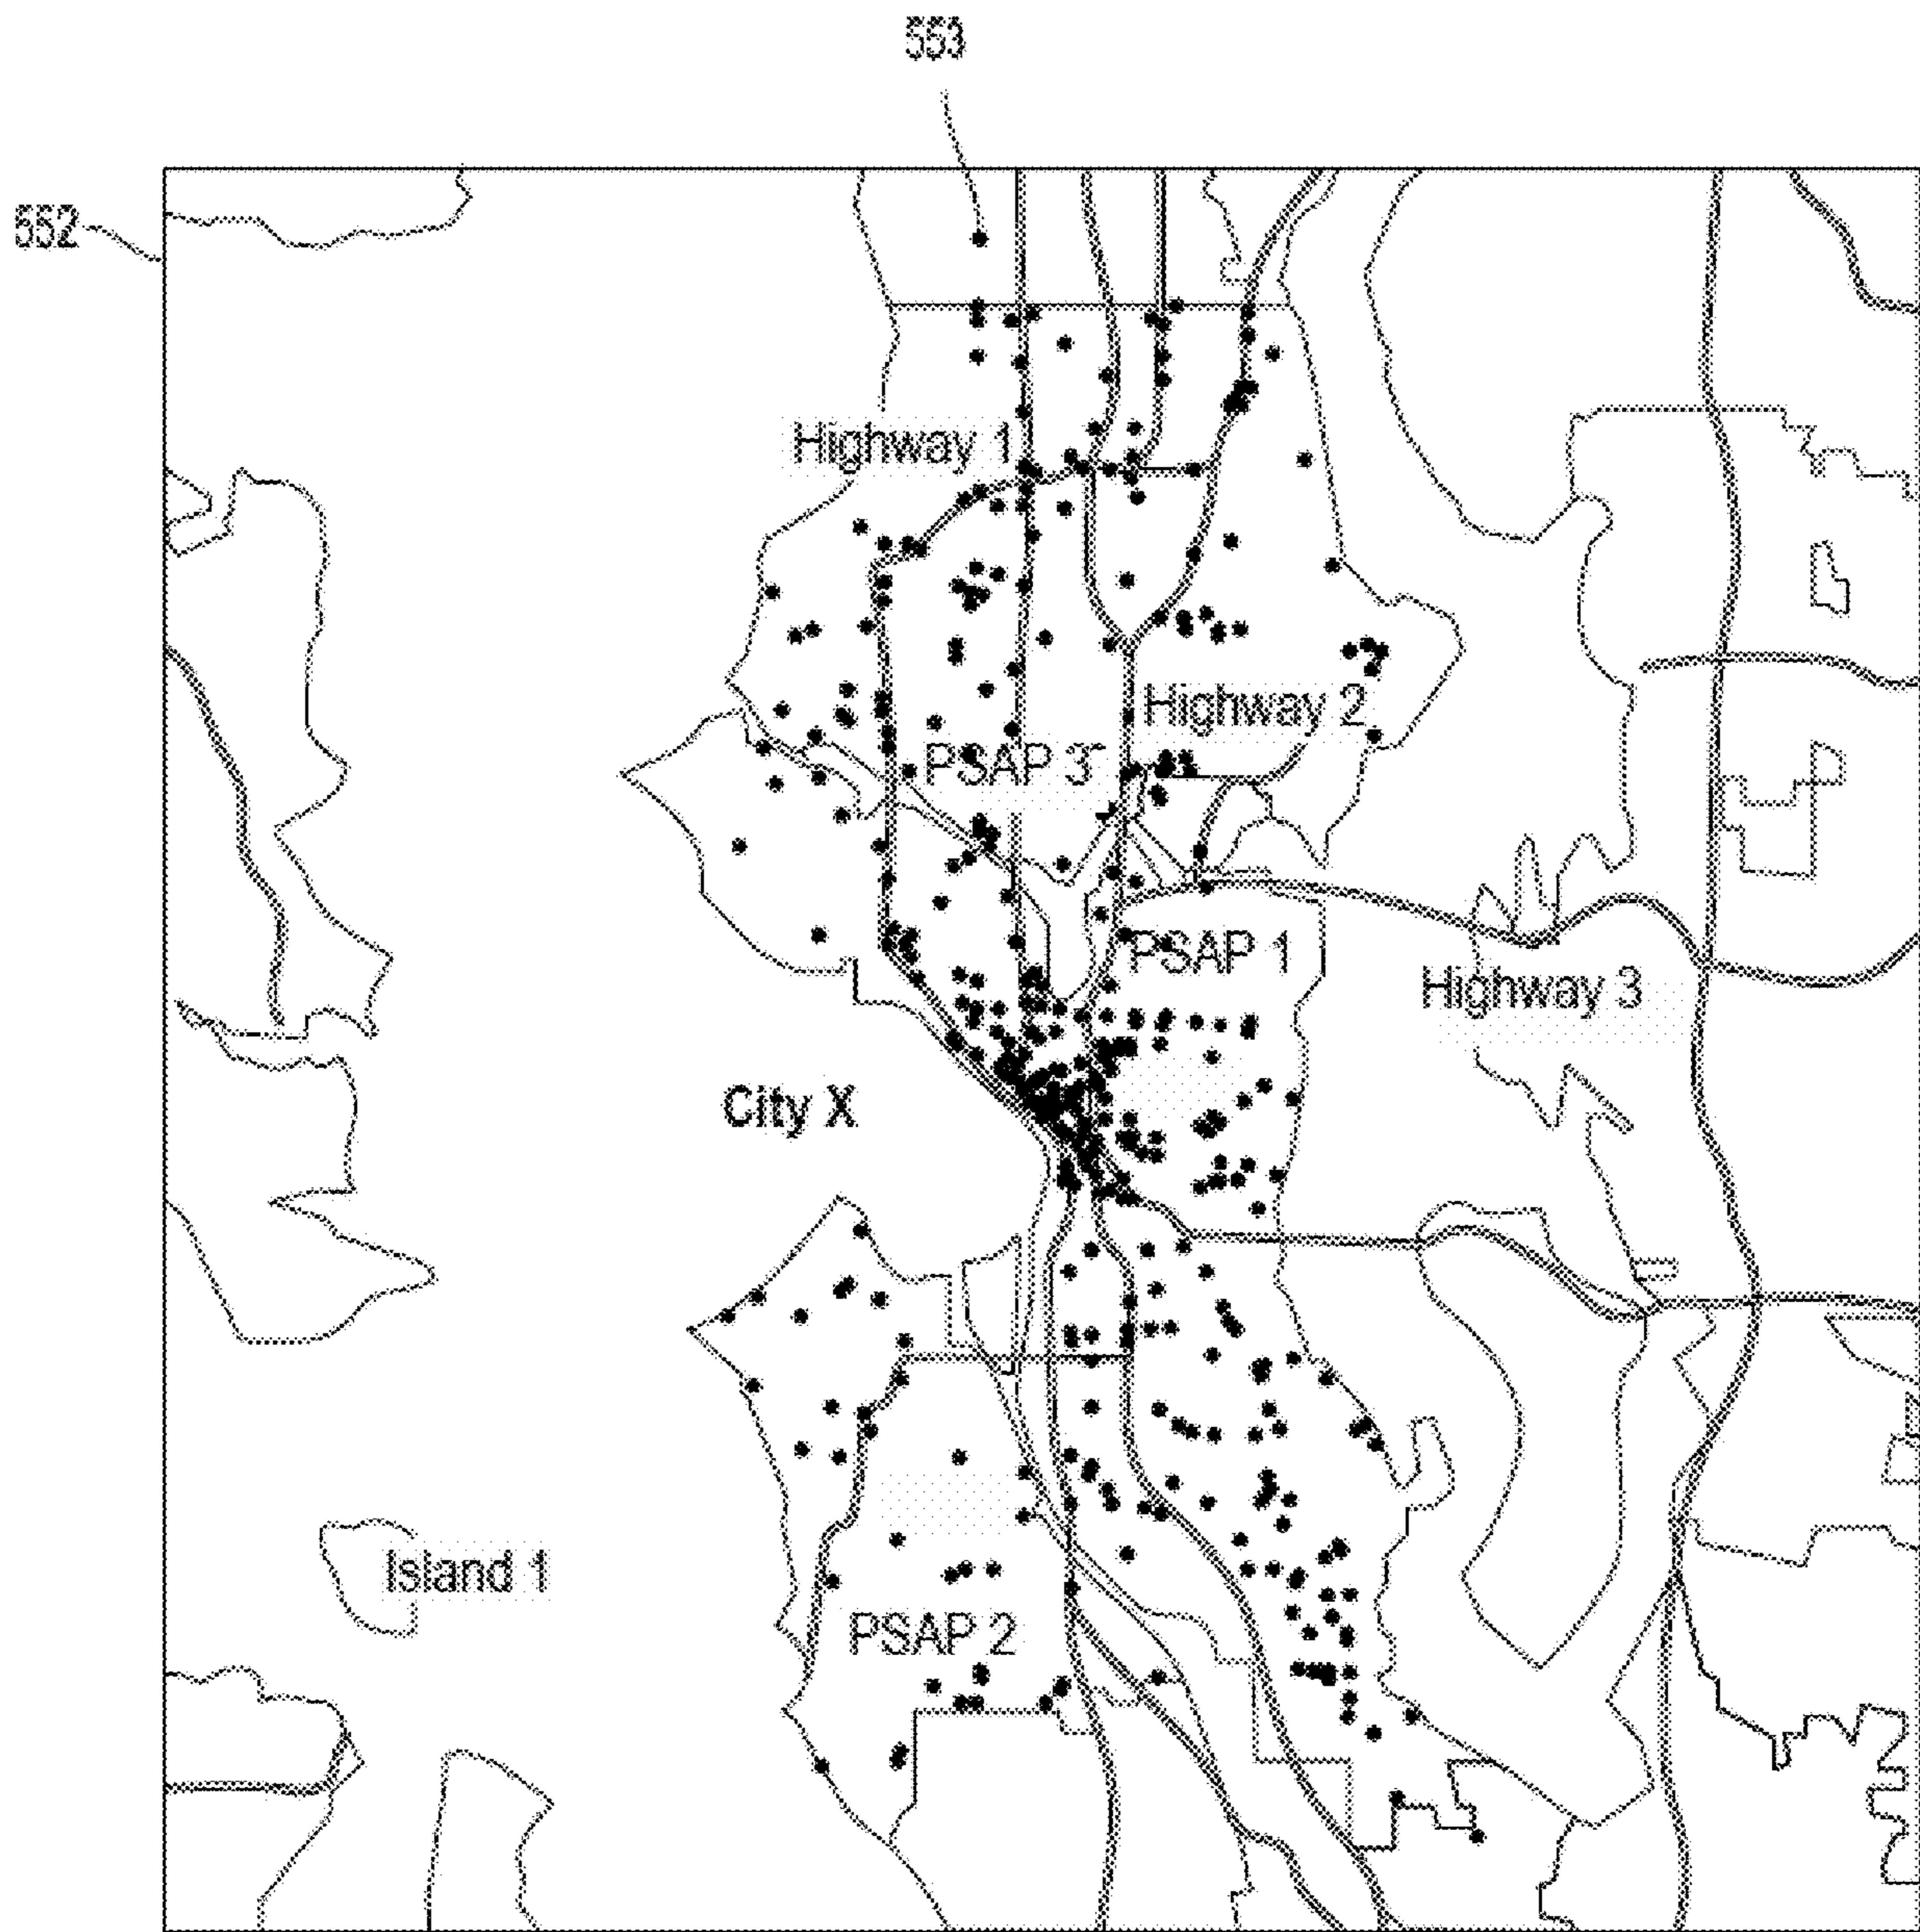 553
552
Highway 1
Highway 2
PSAP 3
PSAP 1
Highway 3
City X
Island 1
PSAP 2